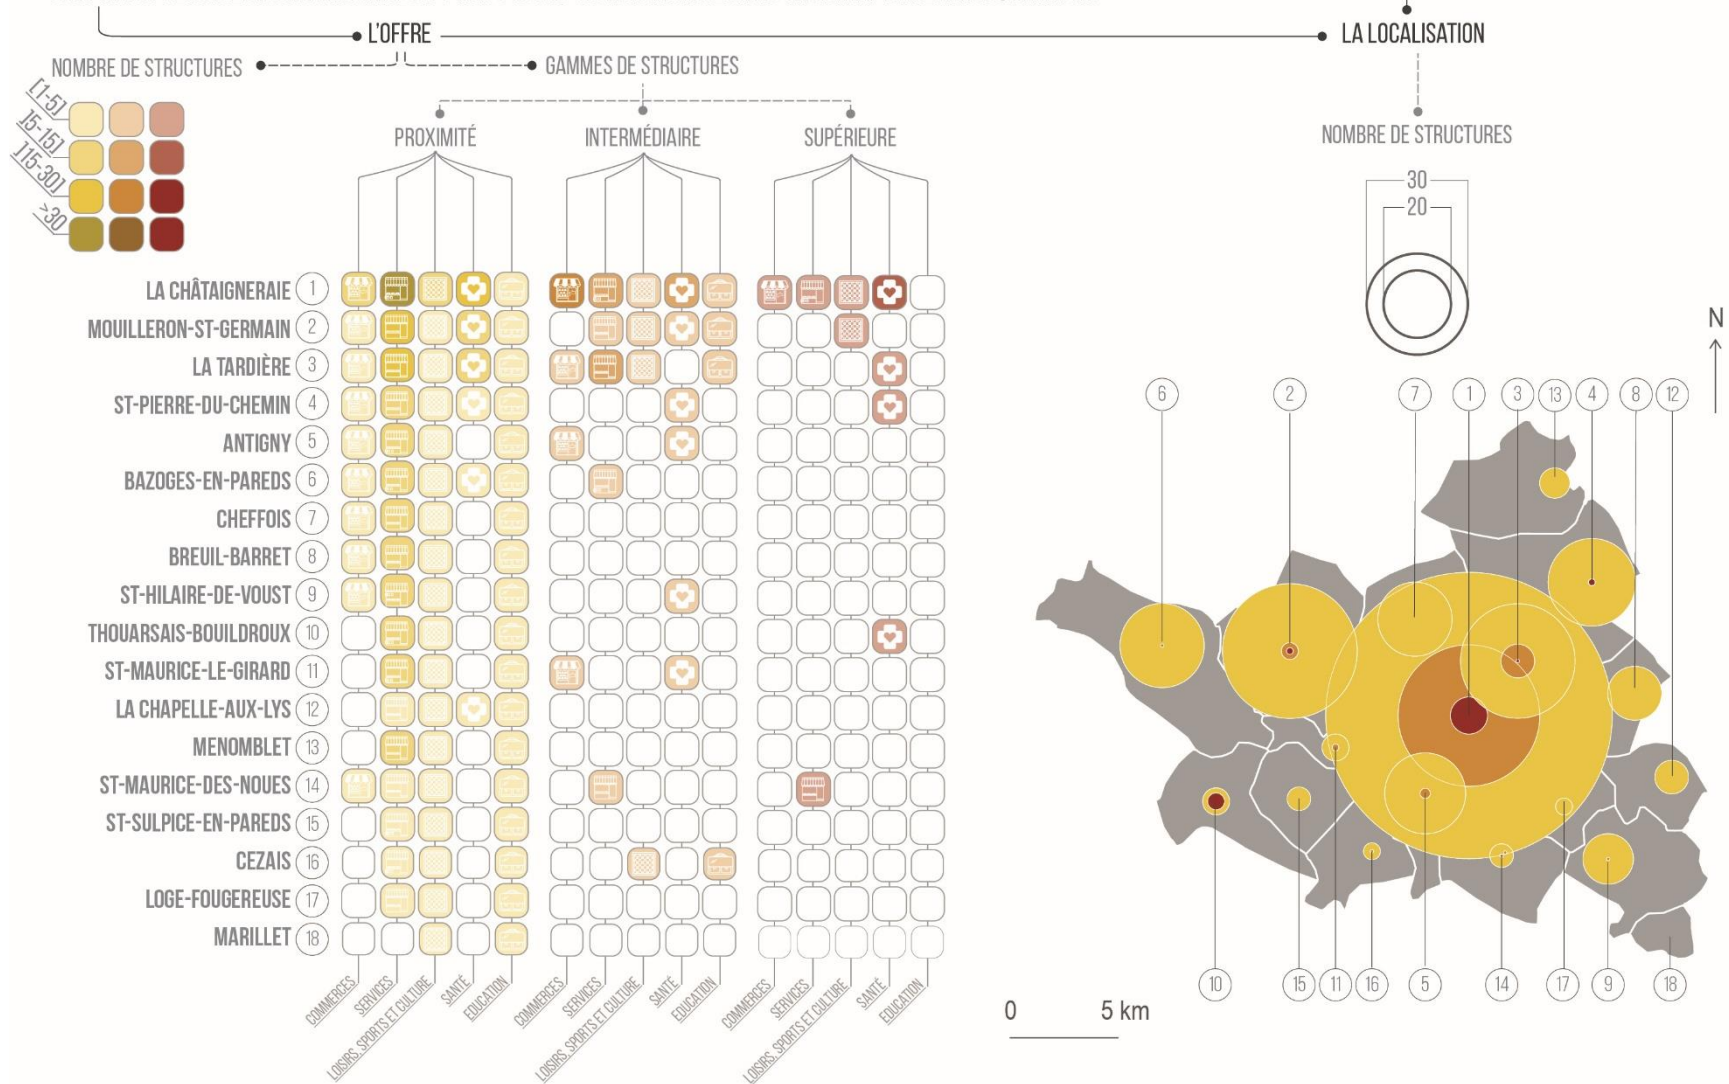 L'OFFRE
LA LOCALISATION
NOMBRE DE STRUCTURES
GAMMES DE STRUCTURES
[1-5]
]5-15]
]15-30]
>30
PROXIMITÉ
INTERMÉDIAIRE
SUPÉRIEURE
NOMBRE DE STRUCTURES
30
20
LA CHÂTAIGNERAIE 1
MOUILLERON-ST-GERMAIN 2
LA TARDIÈRE 3
ST-PIERRE-DU-CHEMIN 4
ANTIGNY 5
BAZOGES-EN-PAREDS 6
CHEFFOIS 7
BREUIL-BARRET 8
ST-HILAIRE-DE-VOUST 9
THOUARSAIS-BOUILDROUX 10
ST-MAURICE-LE-GIRARD 11
LA CHAPELLE-AUX-LYS 12
MENOMBLET 13
ST-MAURICE-DES-NOUES 14
ST-SULPICE-EN-PAREDS 15
CEZAIS 16
LOGE-FOUGEREUSE 17
MARILLET 18
COMMERCES
SERVICES
LOISIRS, SPORTS ET CULTURE
SANTÉ
EDUCATION
COMMERCES
SERVICES
LOISIRS, SPORTS ET CULTURE
SANTÉ
EDUCATION
COMMERCES
SERVICES
LOISIRS, SPORTS ET CULTURE
SANTÉ
EDUCATION
N
6 2 7 1 3 13 4 8 12
10 15 11 16 5 14 17 9 18
0 5 km